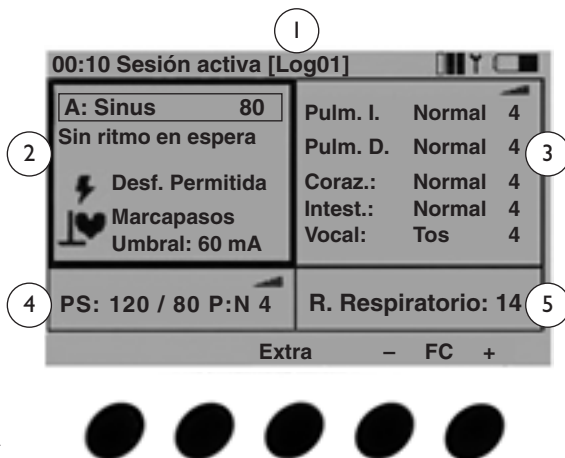 1
00:10 Sesión activa [Log01]
A: Sinus 80
Sin ritmo en espera
Desf. Permitida
Marcapasos
Umbral: 60 mA
2
Pulm. I. Normal 4
Pulm. D. Normal 4
Coraz.: Normal 4
Intest.: Normal 4
Vocal: Tos 4
3
4
PS: 120 / 80 P:N 4
R. Respiratorio: 14
5
Extra – FC +